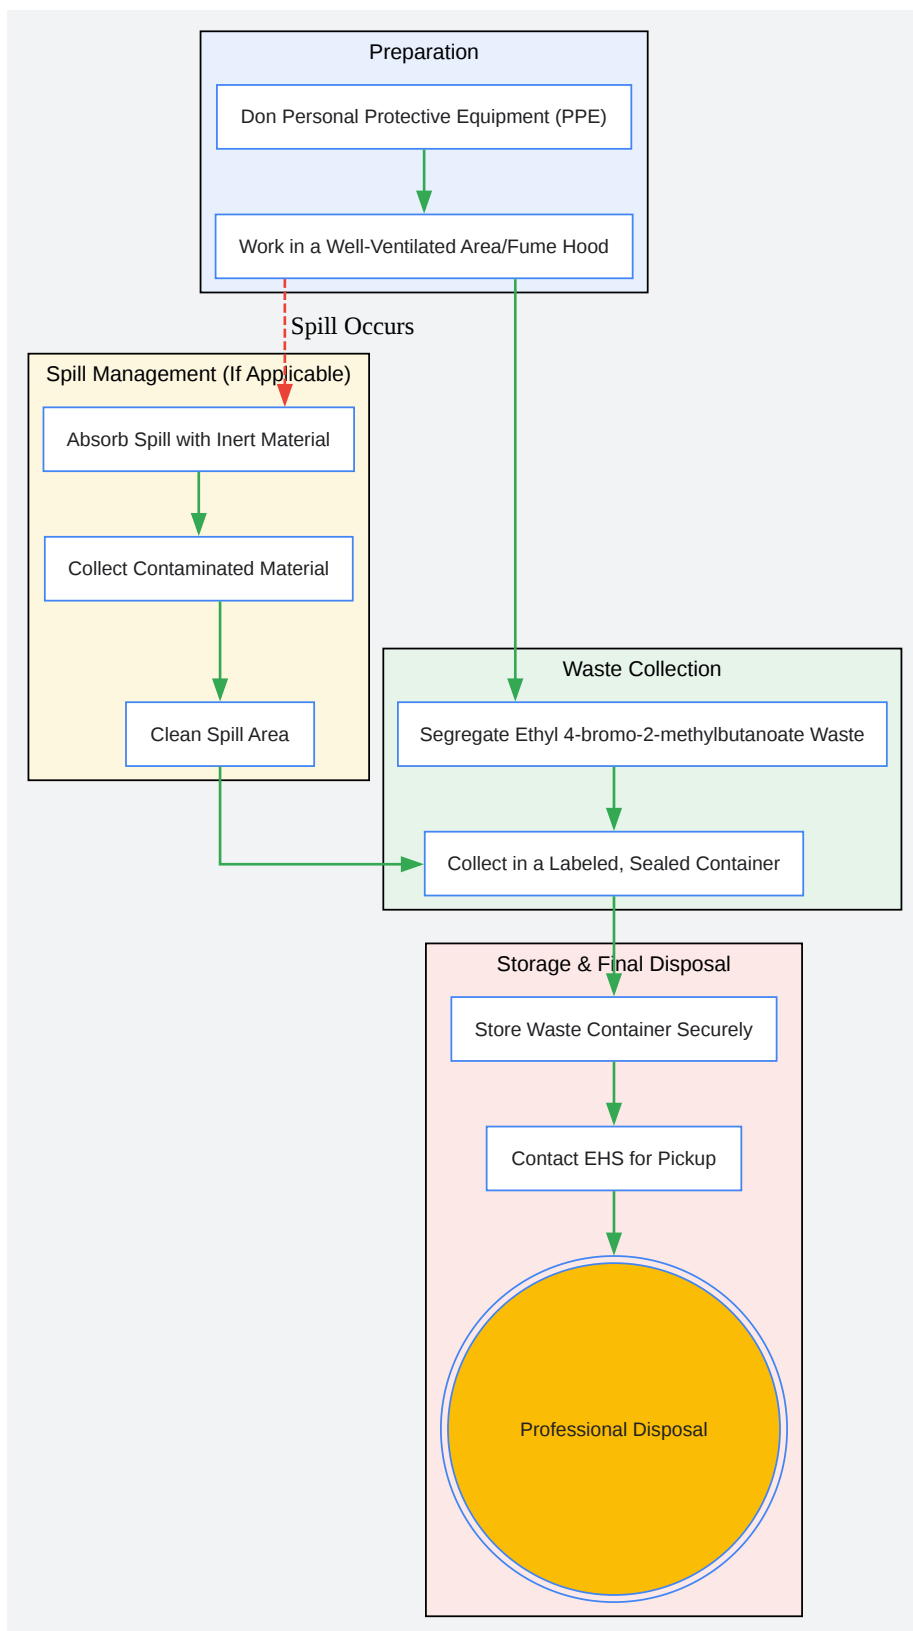 Preparation
Don Personal Protective Equipment (PPE)
Work in a Well-Ventilated Area/Fume Hood
Spill Occurs
Spill Management (If Applicable)
Absorb Spill with Inert Material
Collect Contaminated Material
Clean Spill Area
Waste Collection
Segregate Ethyl 4-bromo-2-methylbutanoate Waste
Collect in a Labeled, Sealed Container
Storage & Final Disposal
Store Waste Container Securely
Contact EHS for Pickup
Professional Disposal